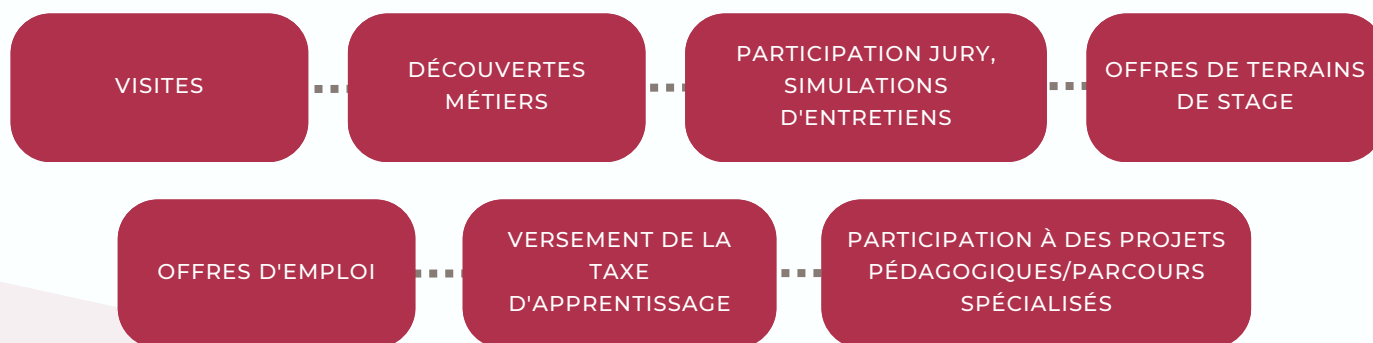 VISITES
DÉCOUVERTES
MÉTIERS
PARTICIPATION JURY,
SIMULATIONS
D'ENTRETIENS
OFFRES DE TERRAINS
DE STAGE
OFFRES D'EMPLOI
VERSEMENT DE LA
TAXE
D'APPRENTISSAGE
PARTICIPATION À DES PROJETS
PÉDAGOGIQUES/PARCOURS
SPÉCIALISÉS